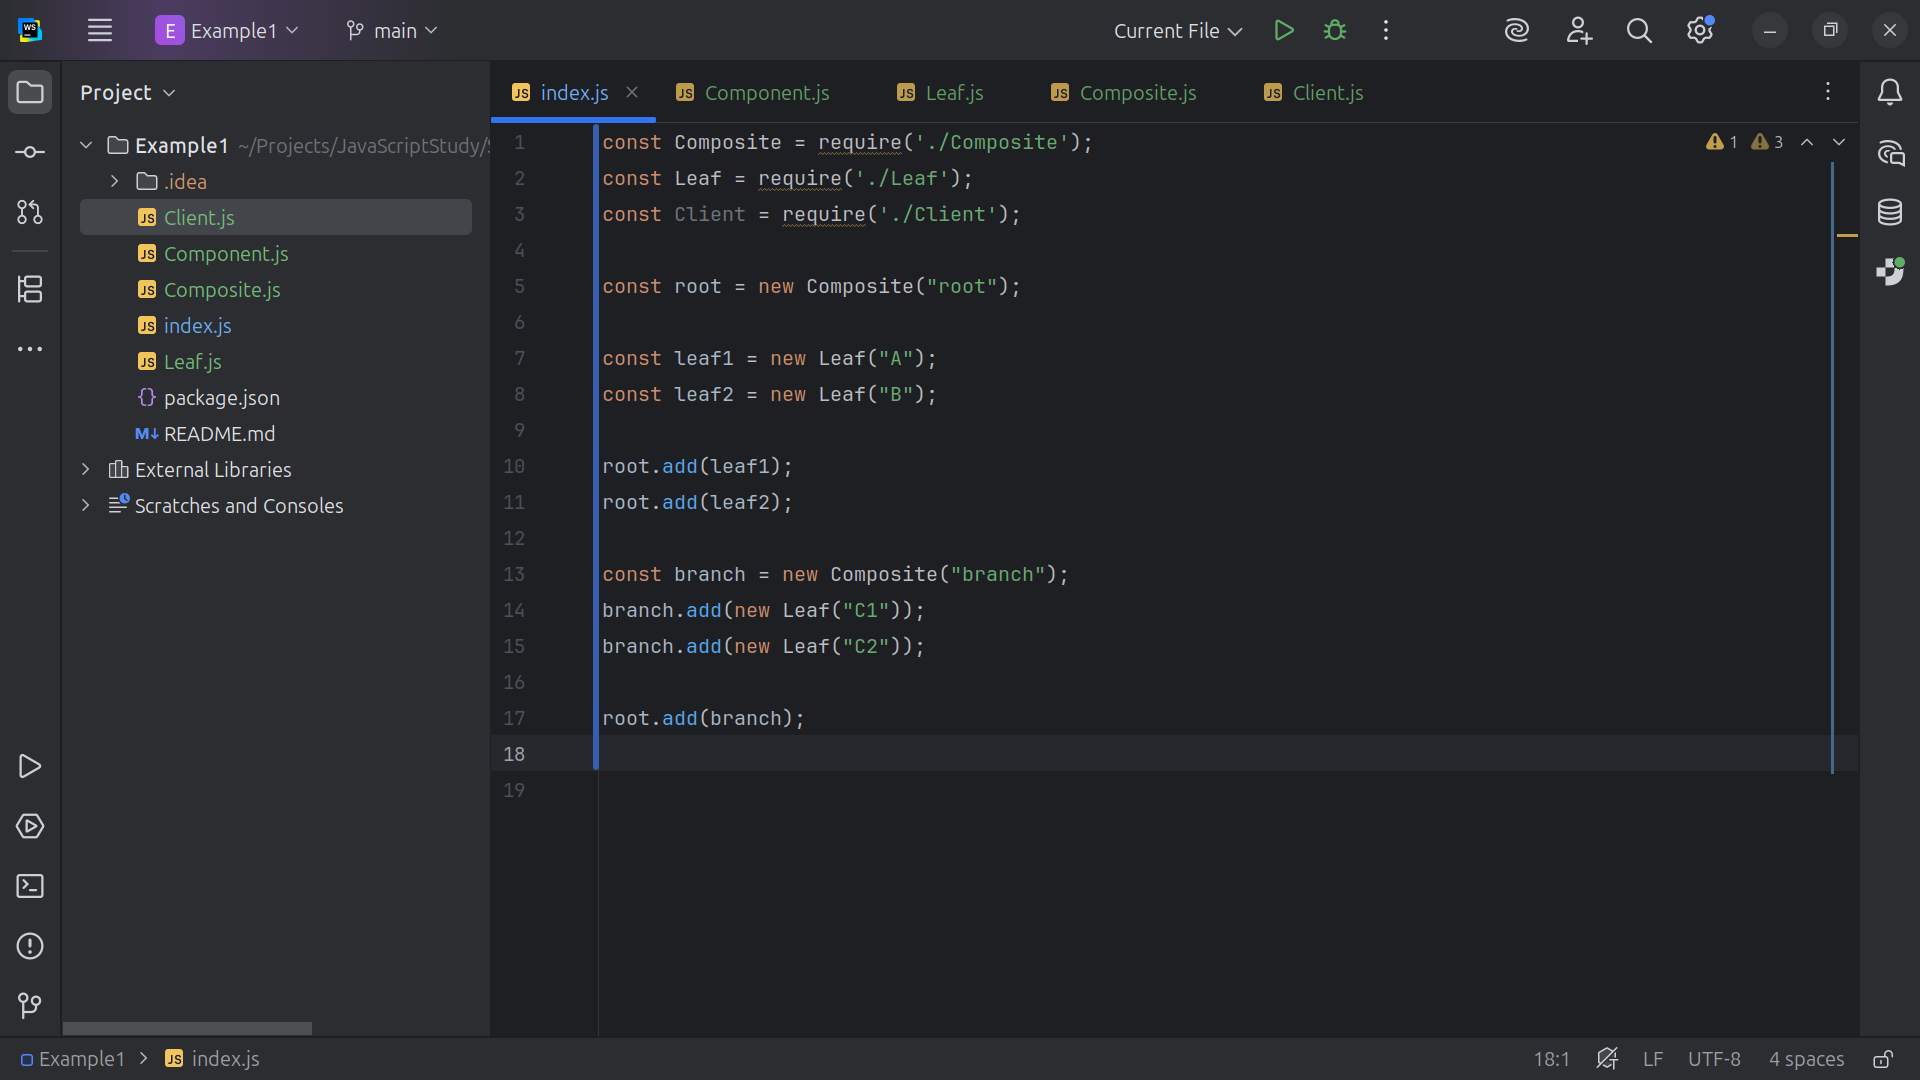 WS
E Example1
main
Current File
Project
index.js
Component.js
Leaf.js
Composite.js
Client.js
Example1 ~/Projects/JavaScriptStudy/S
.idea
Client.js
Component.js
Composite.js
index.js
Leaf.js
package.json
README.md
External Libraries
Scratches and Consoles
1 const Composite = require('./Composite');
2 const Leaf = require('./Leaf');
3 const Client = require('./Client');
4
5 const root = new Composite("root");
6
7 const leaf1 = new Leaf("A");
8 const leaf2 = new Leaf("B");
9
10 root.add(leaf1);
11 root.add(leaf2);
12
13 const branch = new Composite("branch");
14 branch.add(new Leaf("C1"));
15 branch.add(new Leaf("C2"));
16
17 root.add(branch);
18
19
1 3
Example1 > index.js
18:1 LF UTF-8 4 spaces